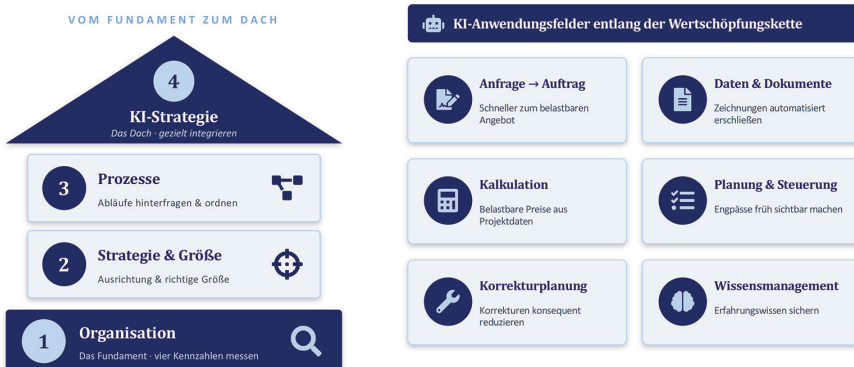 VOM FUNDAMENT ZUM DACH
4
KI-Strategie
Das Dach · gezielt integrieren
3
Prozesse
Abläufe hinterfragen & ordnen
2
Strategie & Größe
Ausrichtung & richtige Größe
1
Organisation
Das Fundament · vier Kennzahlen messen
KI-Anwendungsfelder entlang der Wertschöpfungskette
Anfrage → Auftrag
Schneller zum belastbaren
Angebot
Daten & Dokumente
Zeichnungen automatisiert
erschließen
Kalkulation
Belastbare Preise aus
Projektdaten
Planung & Steuerung
Engpässe früh sichtbar machen
Korrekturplanung
Korrekturen konsequent
reduzieren
Wissensmanagement
Erfahrungswissen sichern